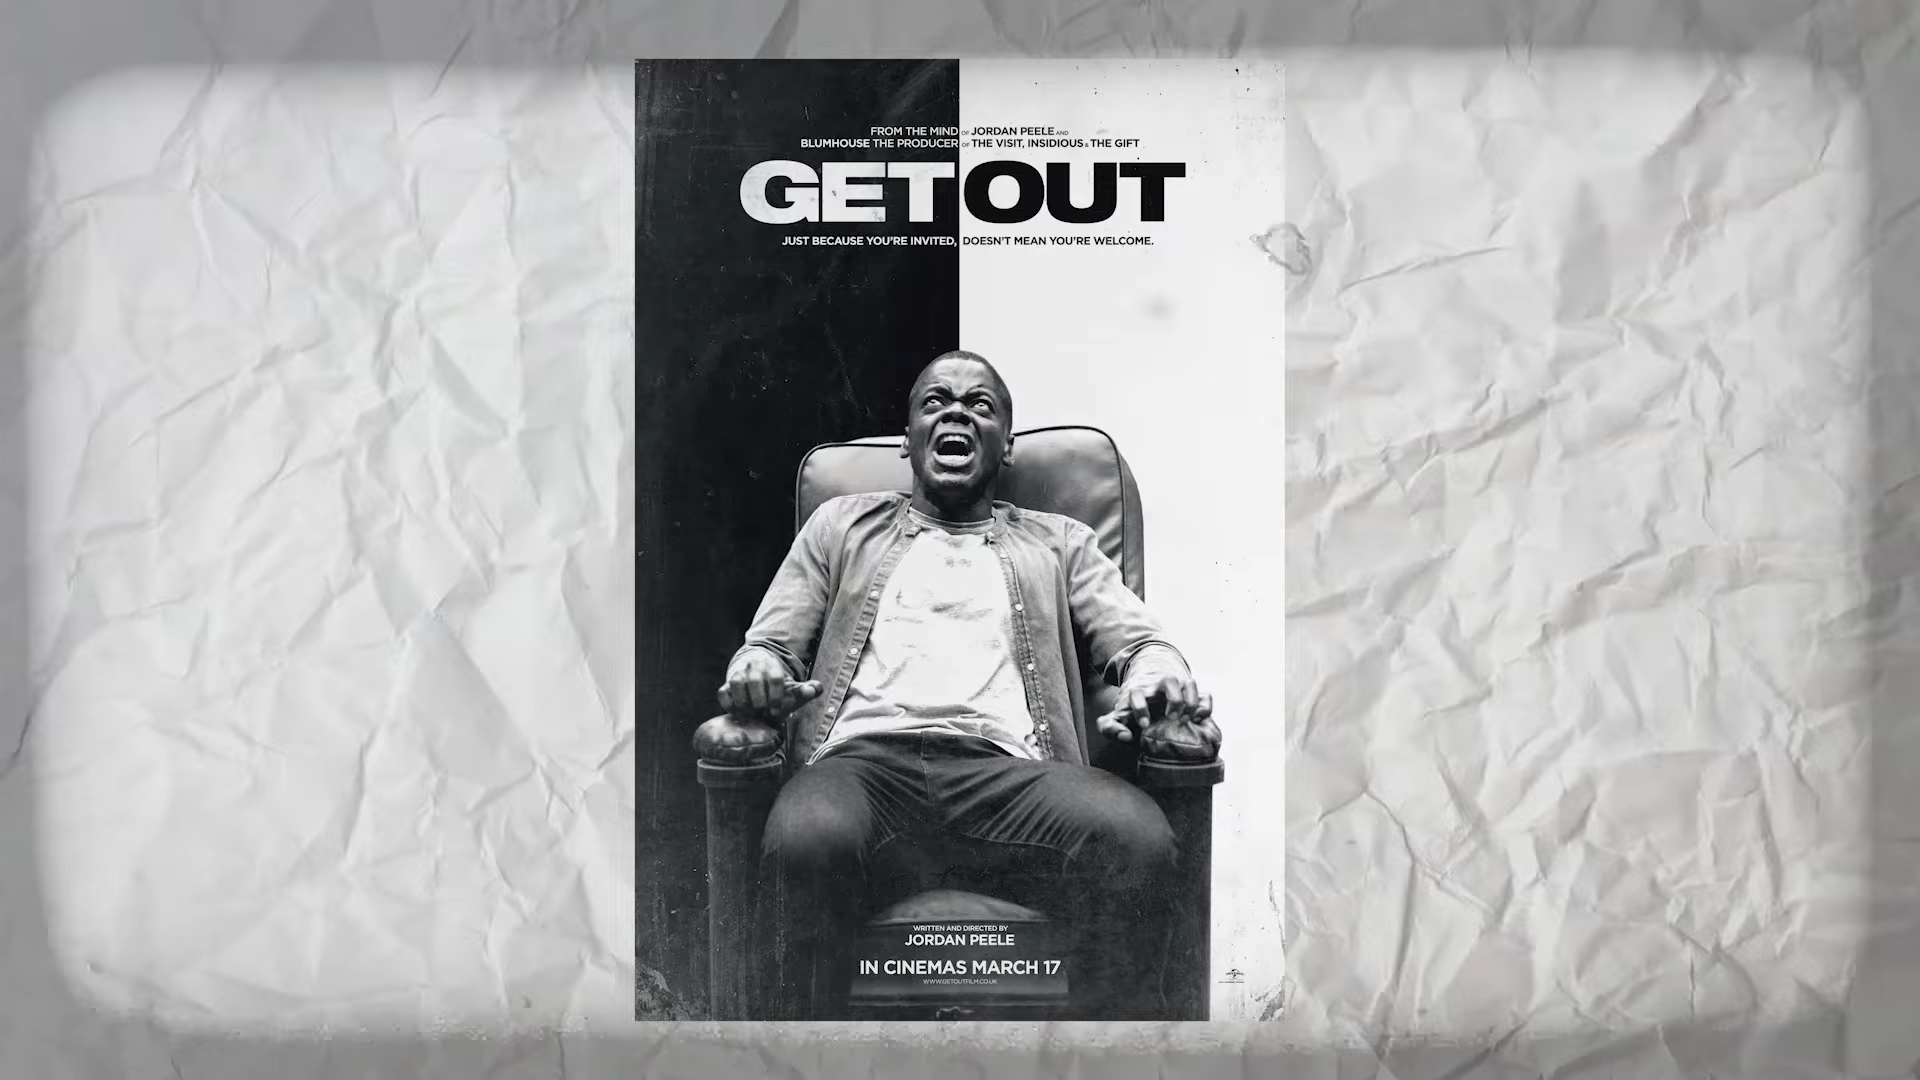 FROM THE MIND OF JORDAN PEELE AND
BLUMHOUSE THE PRODUCER OF THE VISIT, INSIDIOUS & THE GIFT
GET OUT
JUST BECAUSE YOU'RE INVITED, DOESN'T MEAN YOU'RE WELCOME.
WRITTEN AND DIRECTED BY
JORDAN PEELE
IN CINEMAS MARCH 17
WWW.GETOUTFILM.CO.UK
UNIVERSAL